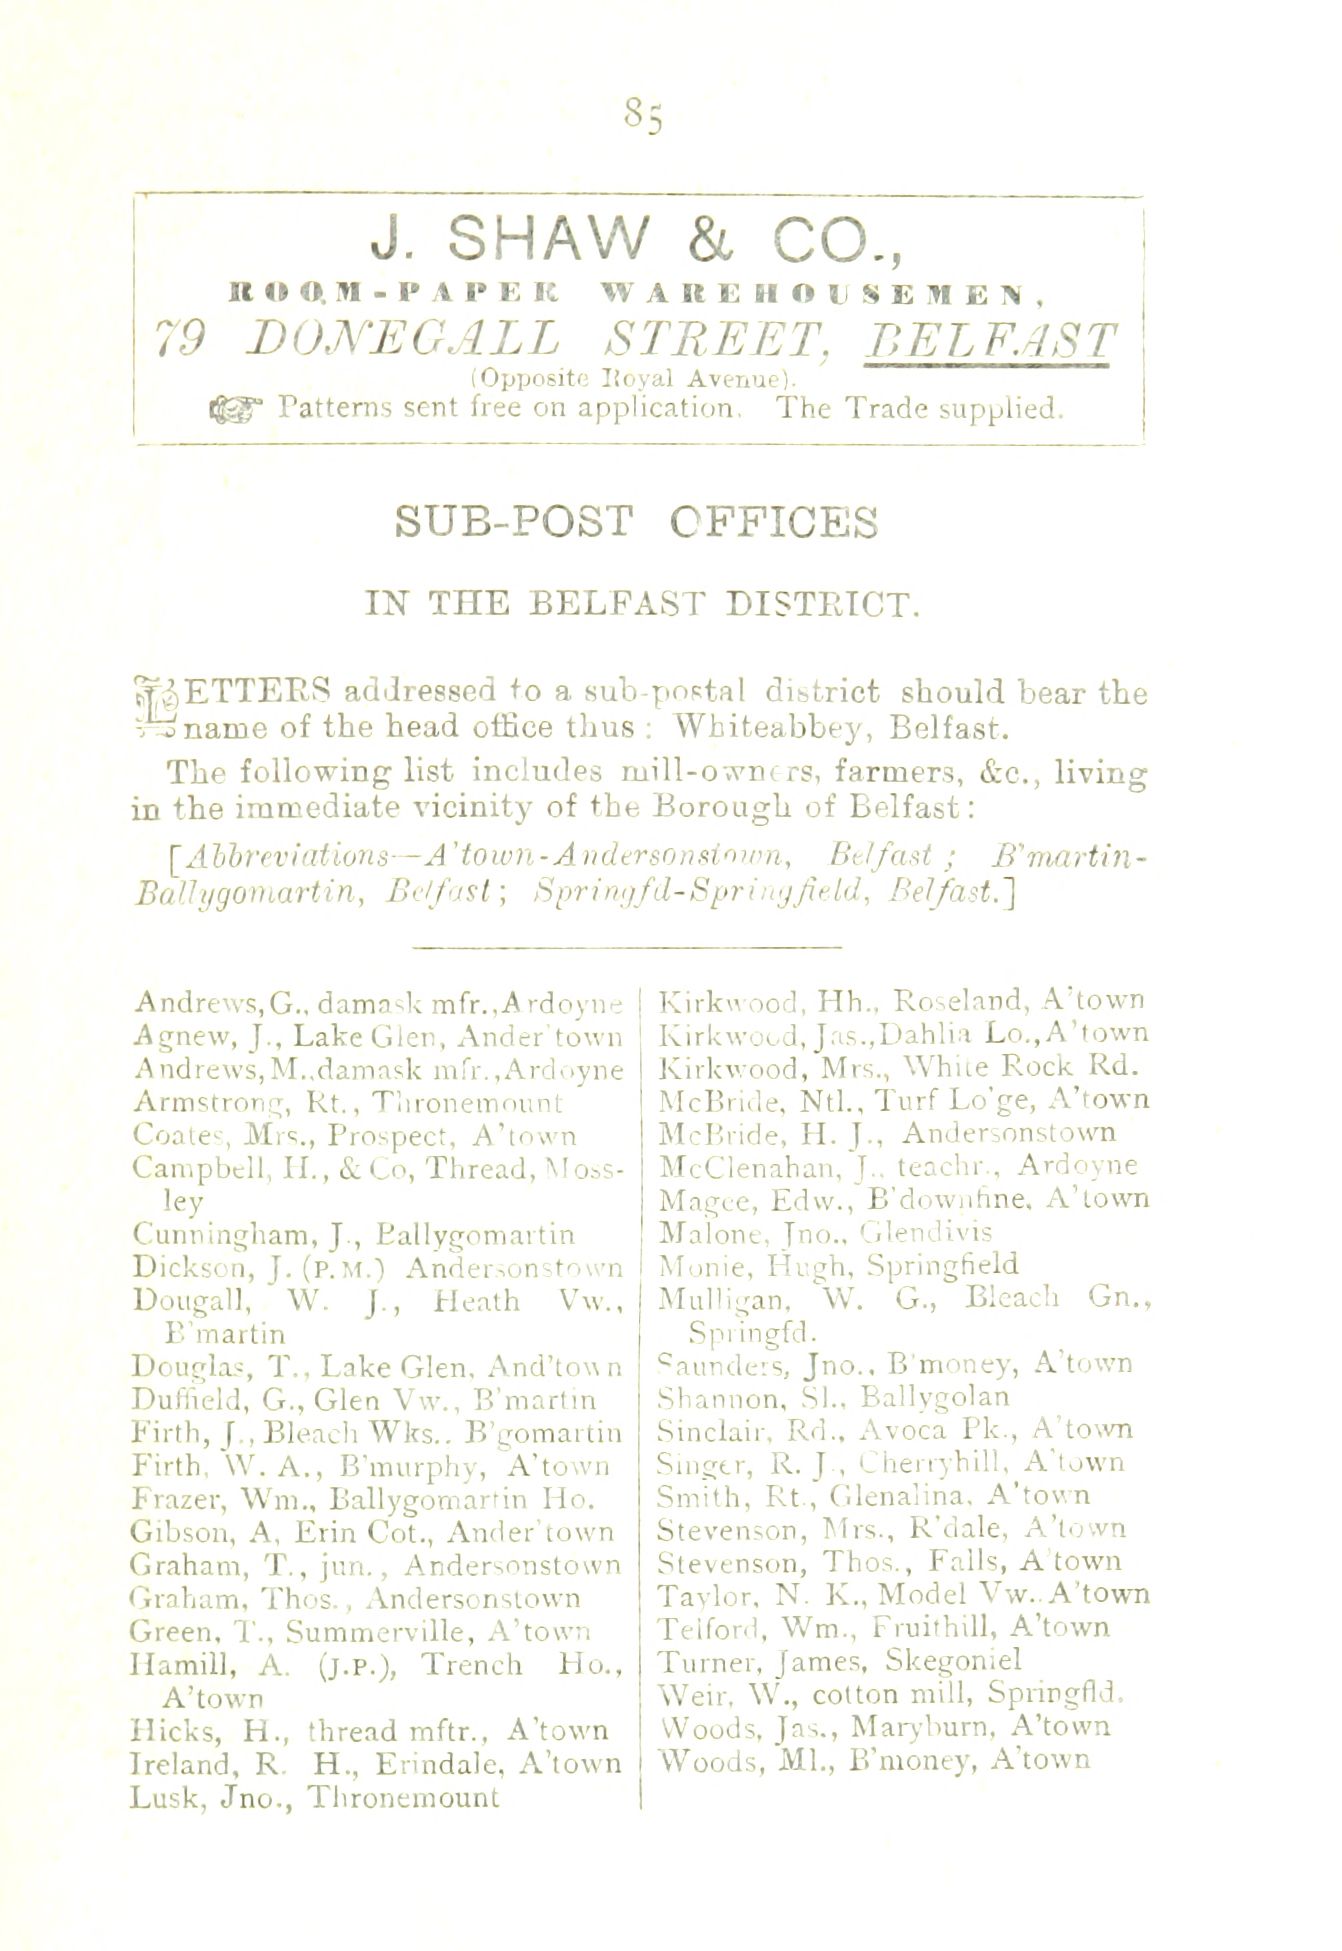 85
J. SHAW & CO.,
ROOM-PAPER WAREHOUSEMEN,
79 DONEGALL STREET, BELFAST
(Opposite Royal Avenue).
Patterns sent free on application. The Trade supplied.
SUB-POST OFFICES
IN THE BELFAST DISTRICT.
LETTERS addressed to a sub-postal district should bear the
name of the head office thus : Whiteabbey, Belfast.
The following list includes mill-owners, farmers, &c., living
in the immediate vicinity of the Borough of Belfast :
[Abbreviations—A'town-Andersonstown, Belfast ; B'martin-
Ballygomartin, Belfast ; Springfd-Springfield, Belfast.]
Andrews, G., damask mfr., Ardoyne
Agnew, J., Lake Glen, Ander'town
Andrews, M., damask mfr., Ardoyne
Armstrong, Rt., Thronemount
Coates, Mrs., Prospect, A'town
Campbell, H., & Co, Thread, Moss-
ley
Cunningham, J., Ballygomartin
Dickson, J. (P.M.) Andersonstown
Dougall, W. J., Heath Vw.,
B'martin
Douglas, T., Lake Glen, And'town
Duffield, G., Glen Vw., B'martin
Firth, J., Bleach Wks., B'gomartin
Firth, W. A., B'murphy, A'town
Frazer, Wm., Ballygomartin Ho.
Gibson, A, Erin Cot., Ander'town
Graham, T., jun., Andersonstown
Graham, Thos., Andersonstown
Green, T., Summerville, A'town
Hamill, A. (J.P.), Trench Ho.,
A'town
Hicks, H., thread mftr., A'town
Ireland, R. H., Erindale, A'town
Lusk, Jno., Thronemount
Kirkwood, Hh., Roseland, A'town
Kirkwood, Jas., Dahlia Lo., A'town
Kirkwood, Mrs., White Rock Rd.
McBride, Ntl., Turf Lo'ge, A'town
McBride, H. J., Andersonstown
McClenahan, J., teachr., Ardoyne
Magee, Edw., B'downfine, A'town
Malone, Jno., Glendivis
Monie, Hugh, Springfield
Mulligan, W. G., Bleach Gn.,
Springfd.
Saunders, Jno., B'money, A'town
Shannon, Sl., Ballygolan
Sinclair, Rd., Avoca Pk., A'town
Singer, R. J., Cherryhill, A'town
Smith, Rt., Glenalina, A'town
Stevenson, Mrs., R'dale, A'town
Stevenson, Thos., Falls, A'town
Taylor, N. K., Model Vw., A'town
Telford, Wm., Fruithill, A'town
Turner, James, Skegoniel
Weir, W., cotton mill, Springfld.
Woods, Jas., Maryburn, A'town
Woods, Ml., B'money, A'town